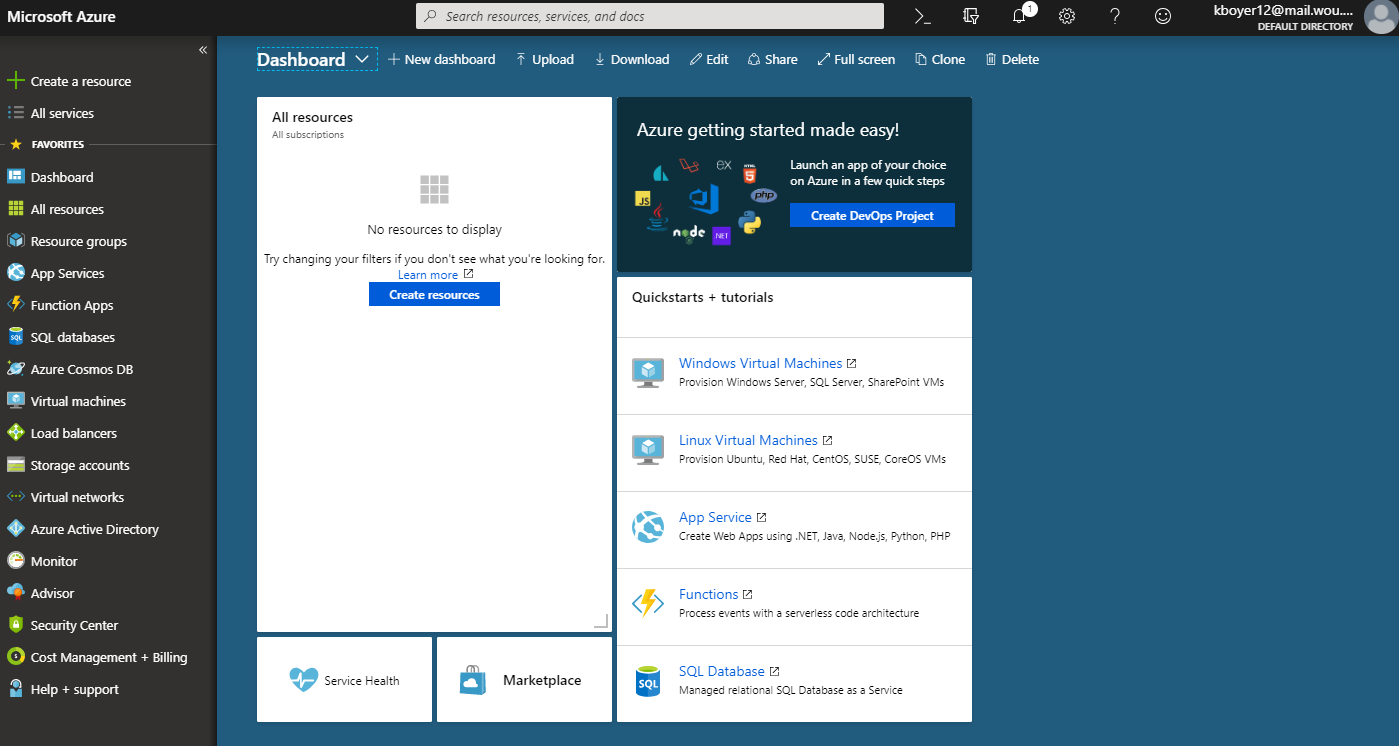 Microsoft Azure
Search resources, services, and docs
1
kboyer12@mail.wou....
DEFAULT DIRECTORY
«
Create a resource
All services
FAVORITES
Dashboard
All resources
Resource groups
App Services
Function Apps
SQL databases
Azure Cosmos DB
Virtual machines
Load balancers
Storage accounts
Virtual networks
Azure Active Directory
Monitor
Advisor
Security Center
Cost Management + Billing
Help + support
Dashboard New dashboard Upload Download Edit Share Full screen Clone Delete
All resources
All subscriptions
No resources to display
Try changing your filters if you don't see what you're looking for.
Learn more
Create resources
Service Health
Marketplace
Azure getting started made easy!
EX
HTML
5
JS
php
node
.NET
Launch an app of your choice
on Azure in a few quick steps
Create DevOps Project
Quickstarts + tutorials
Windows Virtual Machines
Provision Windows Server, SQL Server, SharePoint VMs
Linux Virtual Machines
Provision Ubuntu, Red Hat, CentOS, SUSE, CoreOS VMs
App Service
Create Web Apps using .NET, Java, Node.js, Python, PHP
Functions
Process events with a serverless code architecture
SQL
SQL Database
Managed relational SQL Database as a Service